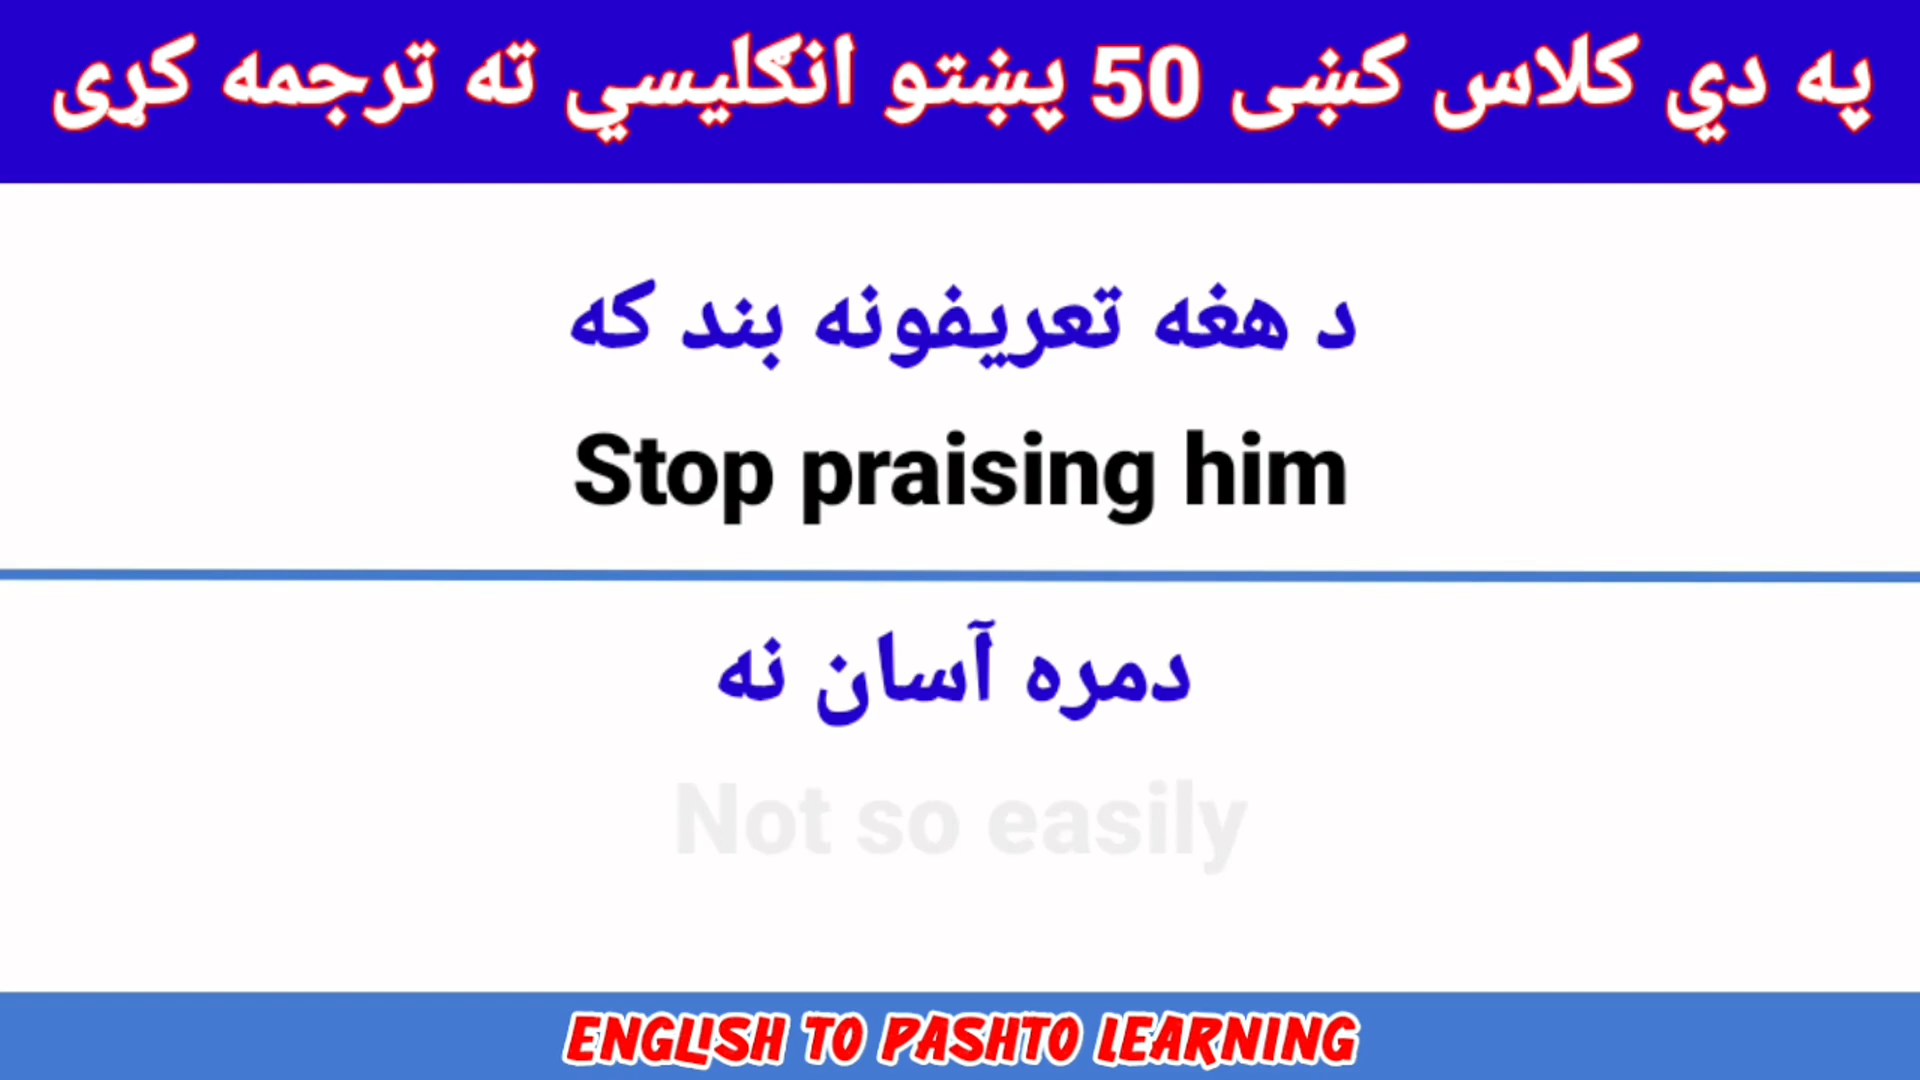 په دي کلاس کښی 50 پښتو انګلیسي ته ترجمه کړی
د هغه تعریفونه بند که
Stop praising him
دمره آسان نه
Not so easily
ENGLISH TO PASHTO LEARNING